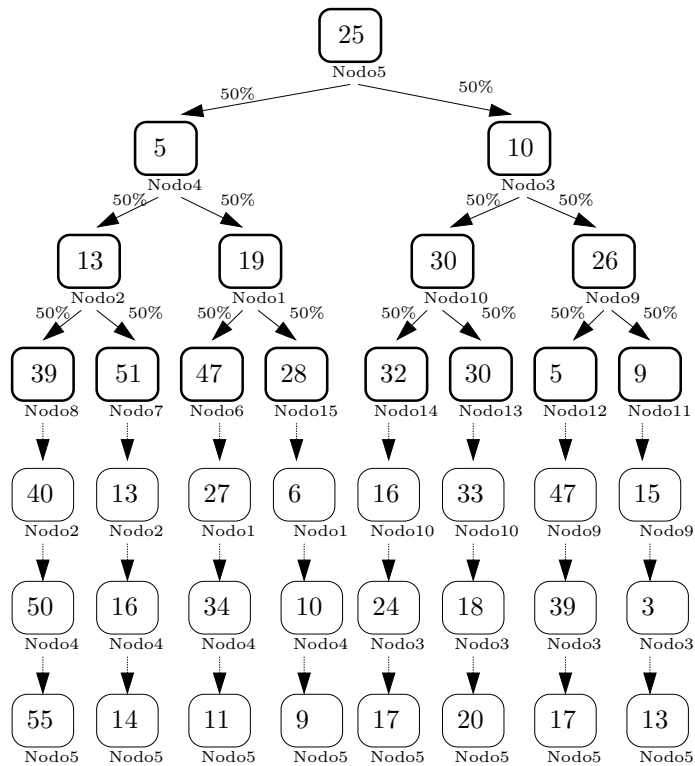 25
Nodo5
50% 50%
5 10
Nodo4 Nodo3
50% 50% 50% 50%
13 19 30 26
Nodo2 Nodo1 Nodo10 Nodo9
50% 50% 50% 50% 50% 50% 50% 50%
39 51 47 28 32 30 5 9
Nodo8 Nodo7 Nodo6 Nodo15 Nodo14 Nodo13 Nodo12 Nodo11
40 13 27 6 16 33 47 15
Nodo2 Nodo2 Nodo1 Nodo1 Nodo10 Nodo10 Nodo9 Nodo9
50 16 34 10 24 18 39 3
Nodo4 Nodo4 Nodo4 Nodo4 Nodo3 Nodo3 Nodo3 Nodo3
55 14 11 9 17 20 17 13
Nodo5 Nodo5 Nodo5 Nodo5 Nodo5 Nodo5 Nodo5 Nodo5